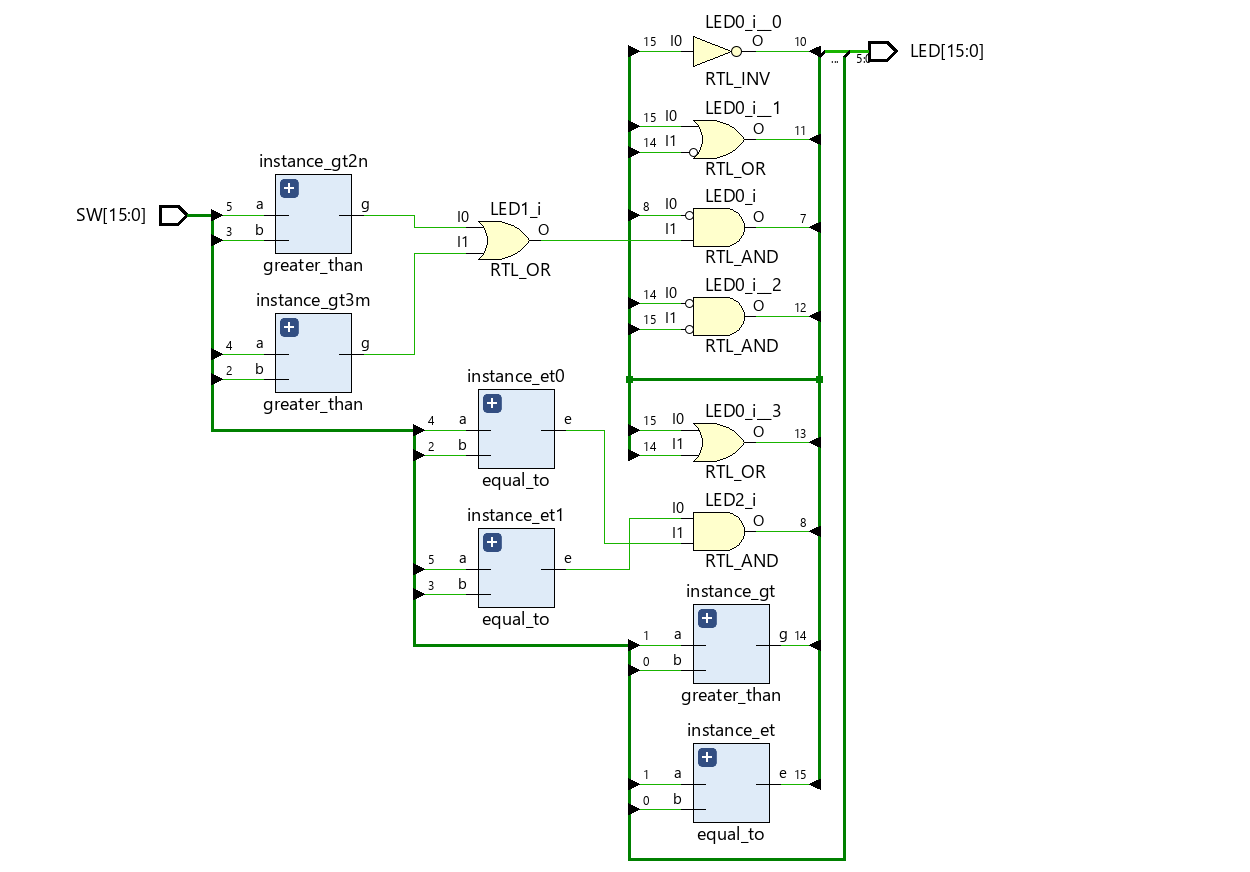 LED0_i__0
15 I0 O 10
RTL_INV
LED[15:0]
... 5:0
LED0_i__1
15 I0 O 11
14 I1
RTL_OR
instance_gt2n
SW[15:0]
5 a g
3 b
greater_than
LED1_i
I0 O
I1
RTL_OR
LED0_i
8 I0 O 7
I1
RTL_AND
instance_gt3m
4 a g
2 b
greater_than
LED0_i__2
14 I0 O 12
15 I1
RTL_AND
instance_et0
4 a e
2 b
equal_to
LED0_i__3
15 I0 O 13
14 I1
RTL_OR
instance_et1
5 a e
3 b
equal_to
LED2_i
I0 O 8
I1
RTL_AND
instance_gt
1 a g 14
0 b
greater_than
instance_et
1 a e 15
0 b
equal_to